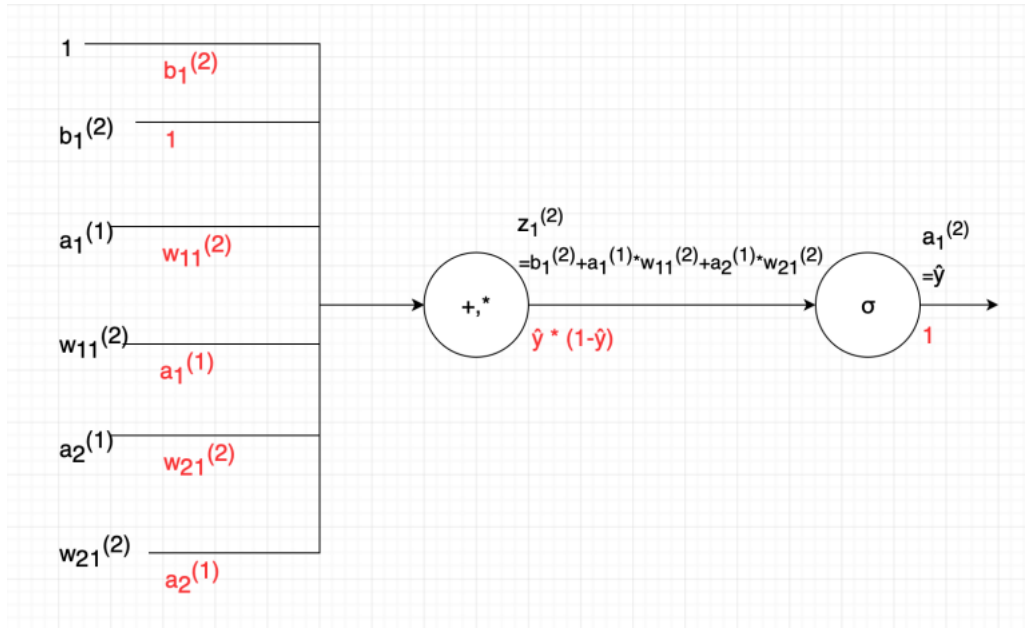 1
b₁⁽²⁾
b₁⁽²⁾
1
a₁⁽¹⁾
w₁₁⁽²⁾
w₁₁⁽²⁾
a₁⁽¹⁾
a₂⁽¹⁾
w₂₁⁽²⁾
w₂₁⁽²⁾
a₂⁽¹⁾
+,*
z₁⁽²⁾
=b₁⁽²⁾+a₁⁽¹⁾*w₁₁⁽²⁾+a₂⁽¹⁾*w₂₁⁽²⁾
ŷ * (1-ŷ)
σ
a₁⁽²⁾
=ŷ
1